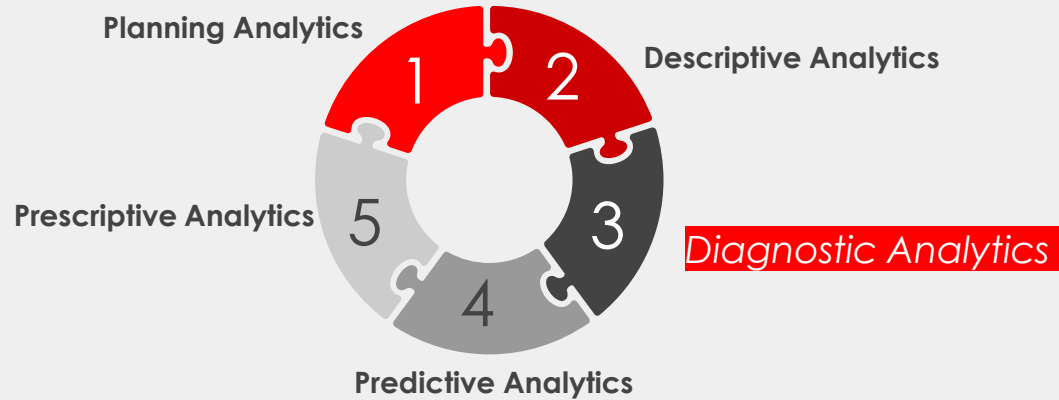 Planning Analytics
1
2
Descriptive Analytics
Prescriptive Analytics
5
3
Diagnostic Analytics
4
Predictive Analytics